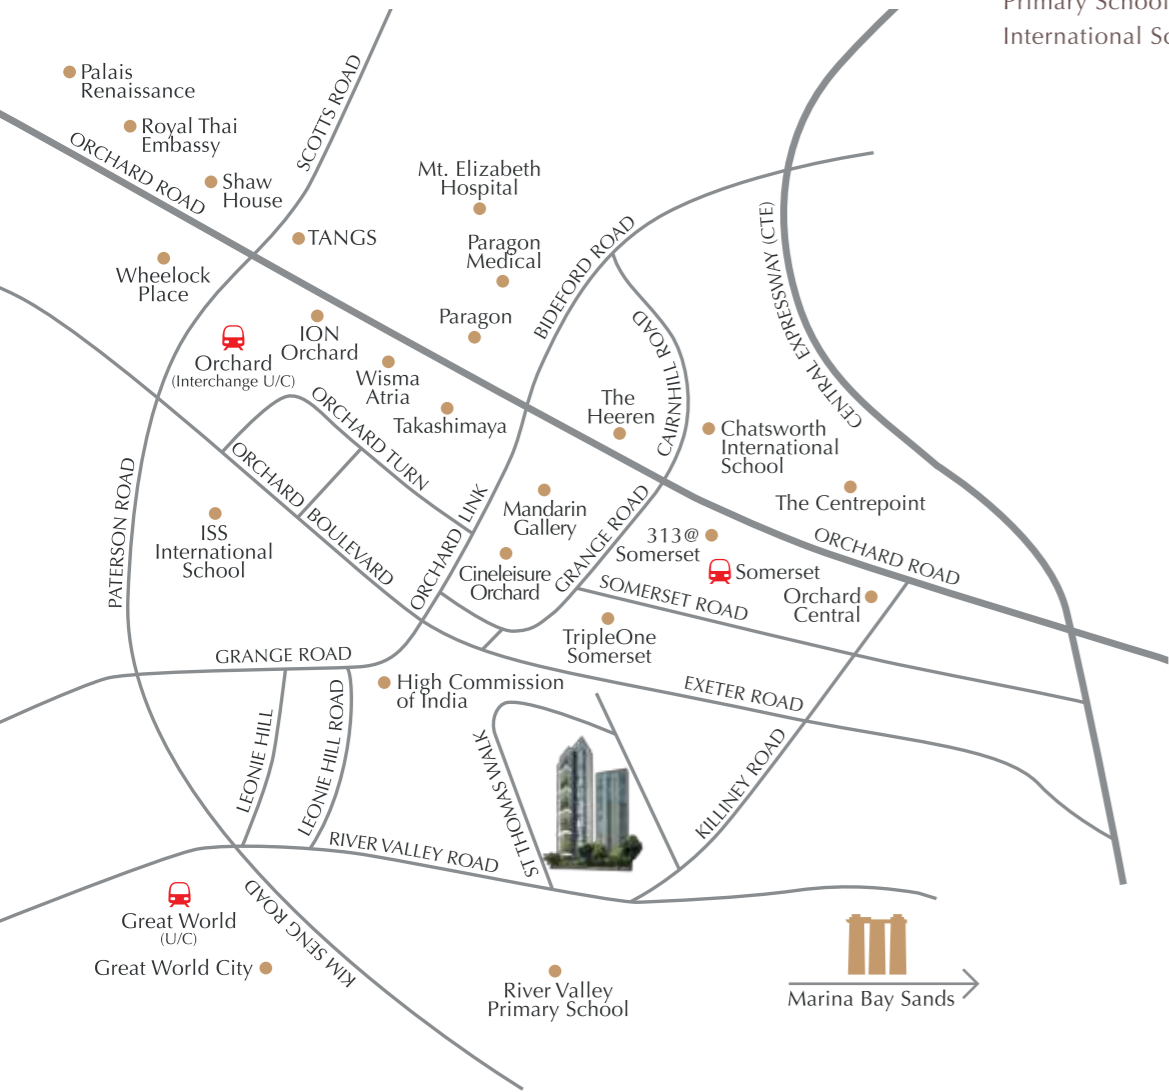 Primary School
International Sc
Palais
Renaissance
Royal Thai
Embassy
SCOTTS ROAD
ORCHARD ROAD
Shaw
House
Mt. Elizabeth
Hospital
TANGS
Wheelock
Place
Paragon
Medical
BIDEFORD ROAD
CENTRAL EXPRESSWAY (CTE)
Paragon
ION
Orchard
Orchard
(Interchange U/C)
Wisma
Atria
CAIRNHILL ROAD
The
Heeren
Takashimaya
ORCHARD TURN
Chatsworth
International
School
ORCHARD BOULEVARD
PATERSON ROAD
ISS
International
School
ORCHARD LINK
Mandarin
Gallery
GRANGE ROAD
The Centrepoint
313@
Somerset
Somerset
ORCHARD ROAD
Cineleisure
Orchard
SOMERSET ROAD
Orchard
Central
TripleOne
Somerset
GRANGE ROAD
High Commission
of India
EXETER ROAD
LEONIE HILL
LEONIE HILL ROAD
ST THOMAS WALK
KILLINEY ROAD
RIVER VALLEY ROAD
KIM SENG ROAD
Great World
(U/C)
Great World City
River Valley
Primary School
Marina Bay Sands